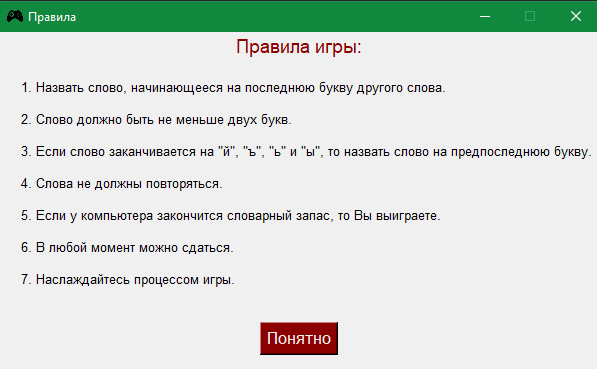 Правила
Правила игры:
1. Назвать слово, начинающееся на последнюю букву другого слова.
2. Слово должно быть не меньше двух букв.
3. Если слово заканчивается на "й", "ъ", "ь" и "ы", то назвать слово на предпоследнюю букву.
4. Слова не должны повторяться.
5. Если у компьютера закончится словарный запас, то Вы выиграете.
6. В любой момент можно сдаться.
7. Наслаждайтесь процессом игры.
Понятно